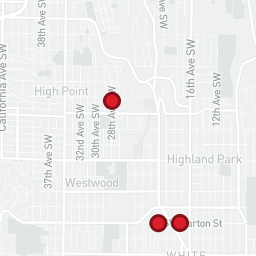 38th Ave SW
California Ave SW
High Point
37th Ave SW
32nd Ave SW
30th Ave SW
28th
Ave SW
16th Ave SW
12th Ave SW
Highland Park
Westwood
St
WHITE